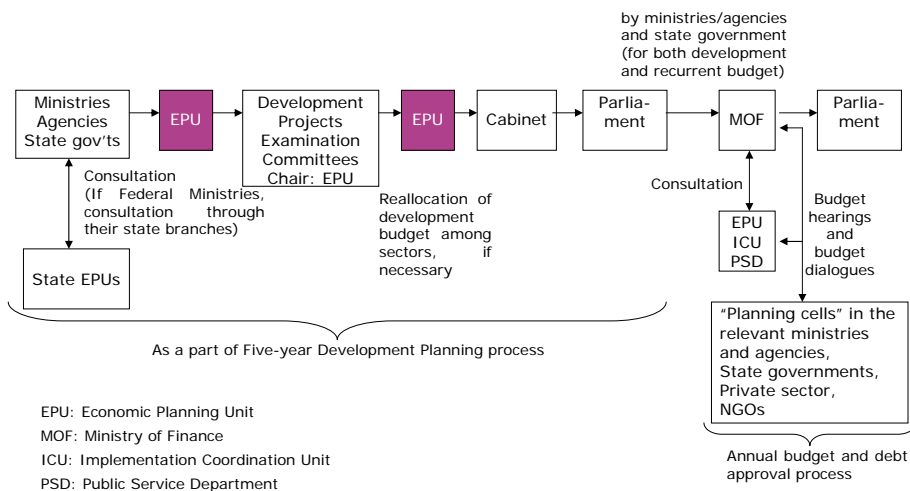 by ministries/agencies
and state government
(for both development
and recurrent budget)
Ministries
Agencies
State gov'ts
EPU
Development
Projects
Examination
Committees
Chair: EPU
EPU
Cabinet
Parlia-
ment
MOF
Parlia-
ment
Consultation
(If Federal Ministries,
consultation through
their state branches)
Reallocation of
development
budget among
sectors, if
necessary
Consultation
Budget
hearings
and
budget
dialogues
EPU
ICU
PSD
State EPUs
"Planning cells" in the
relevant ministries
and agencies,
State governments,
Private sector,
NGOs
As a part of Five-year Development Planning process
Annual budget and debt
approval process
EPU: Economic Planning Unit
MOF: Ministry of Finance
ICU: Implementation Coordination Unit
PSD: Public Service Department